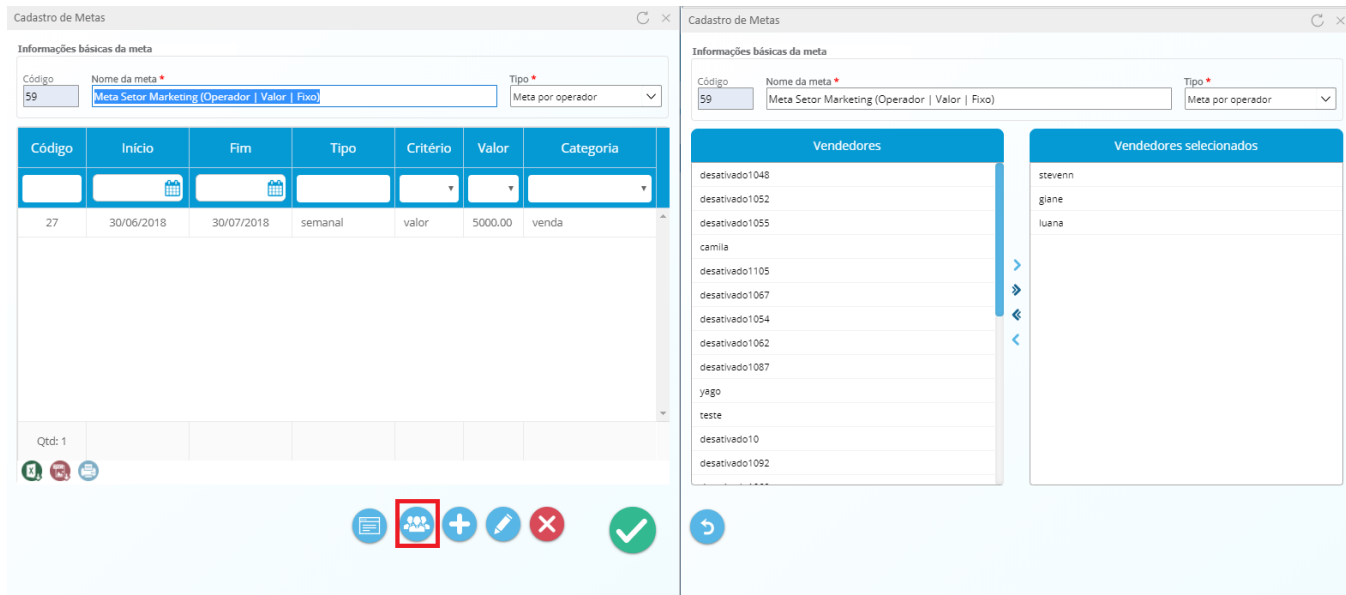 Cadastro de Metas
Informações básicas da meta
Código
Nome da meta *
Tipo *
59
Meta Setor Marketing (Operador | Valor | Fixo)
Meta por operador
Código Início Fim Tipo Critério Valor Categoria
27 30/06/2018 30/07/2018 semanal valor 5000.00 venda
Qtd: 1
Cadastro de Metas
Informações básicas da meta
Código
Nome da meta *
Tipo *
59
Meta Setor Marketing (Operador | Valor | Fixo)
Meta por operador
Vendedores
desativado1048
desativado1052
desativado1055
camila
desativado1105
desativado1067
desativado1054
desativado1062
desativado1087
yago
teste
desativado10
desativado1092
Vendedores selecionados
stevenn
giane
luana